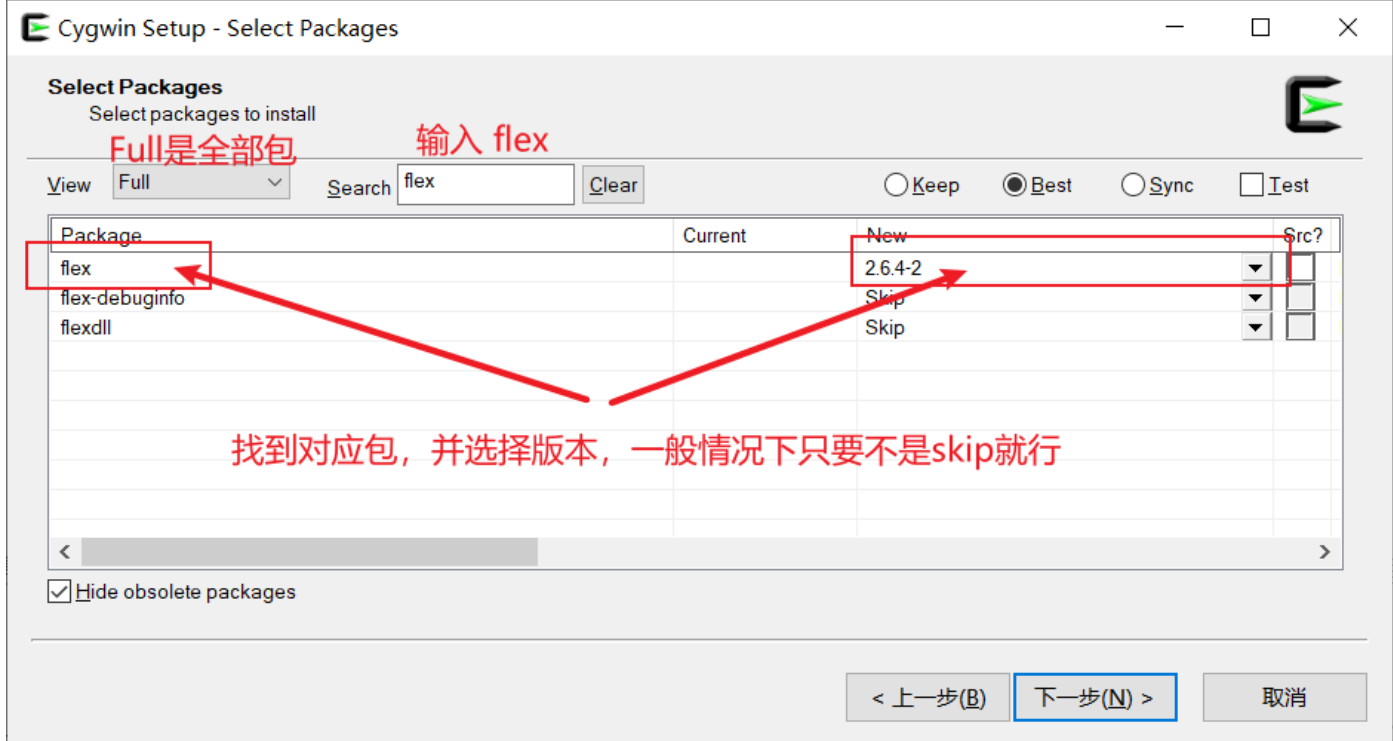 Cygwin Setup - Select Packages
Select Packages
Select packages to install
Full是全部包
输入 flex
View Full Search flex Clear Keep Best Sync Test
Package Current New Src?
flex 2.6.4-2
flex-debuginfo Skip
flexdll Skip
找到对应包，并选择版本，一般情况下只要不是skip就行
Hide obsolete packages
< 上一步(B) 下一步(N) > 取消